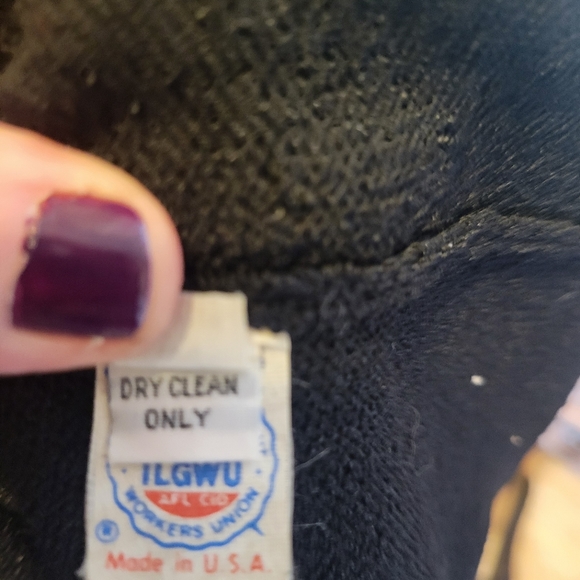 DRY CLEAN
ONLY
ILGWU
AFL CIO
WORKERS UNION
®
Made in U.S.A.